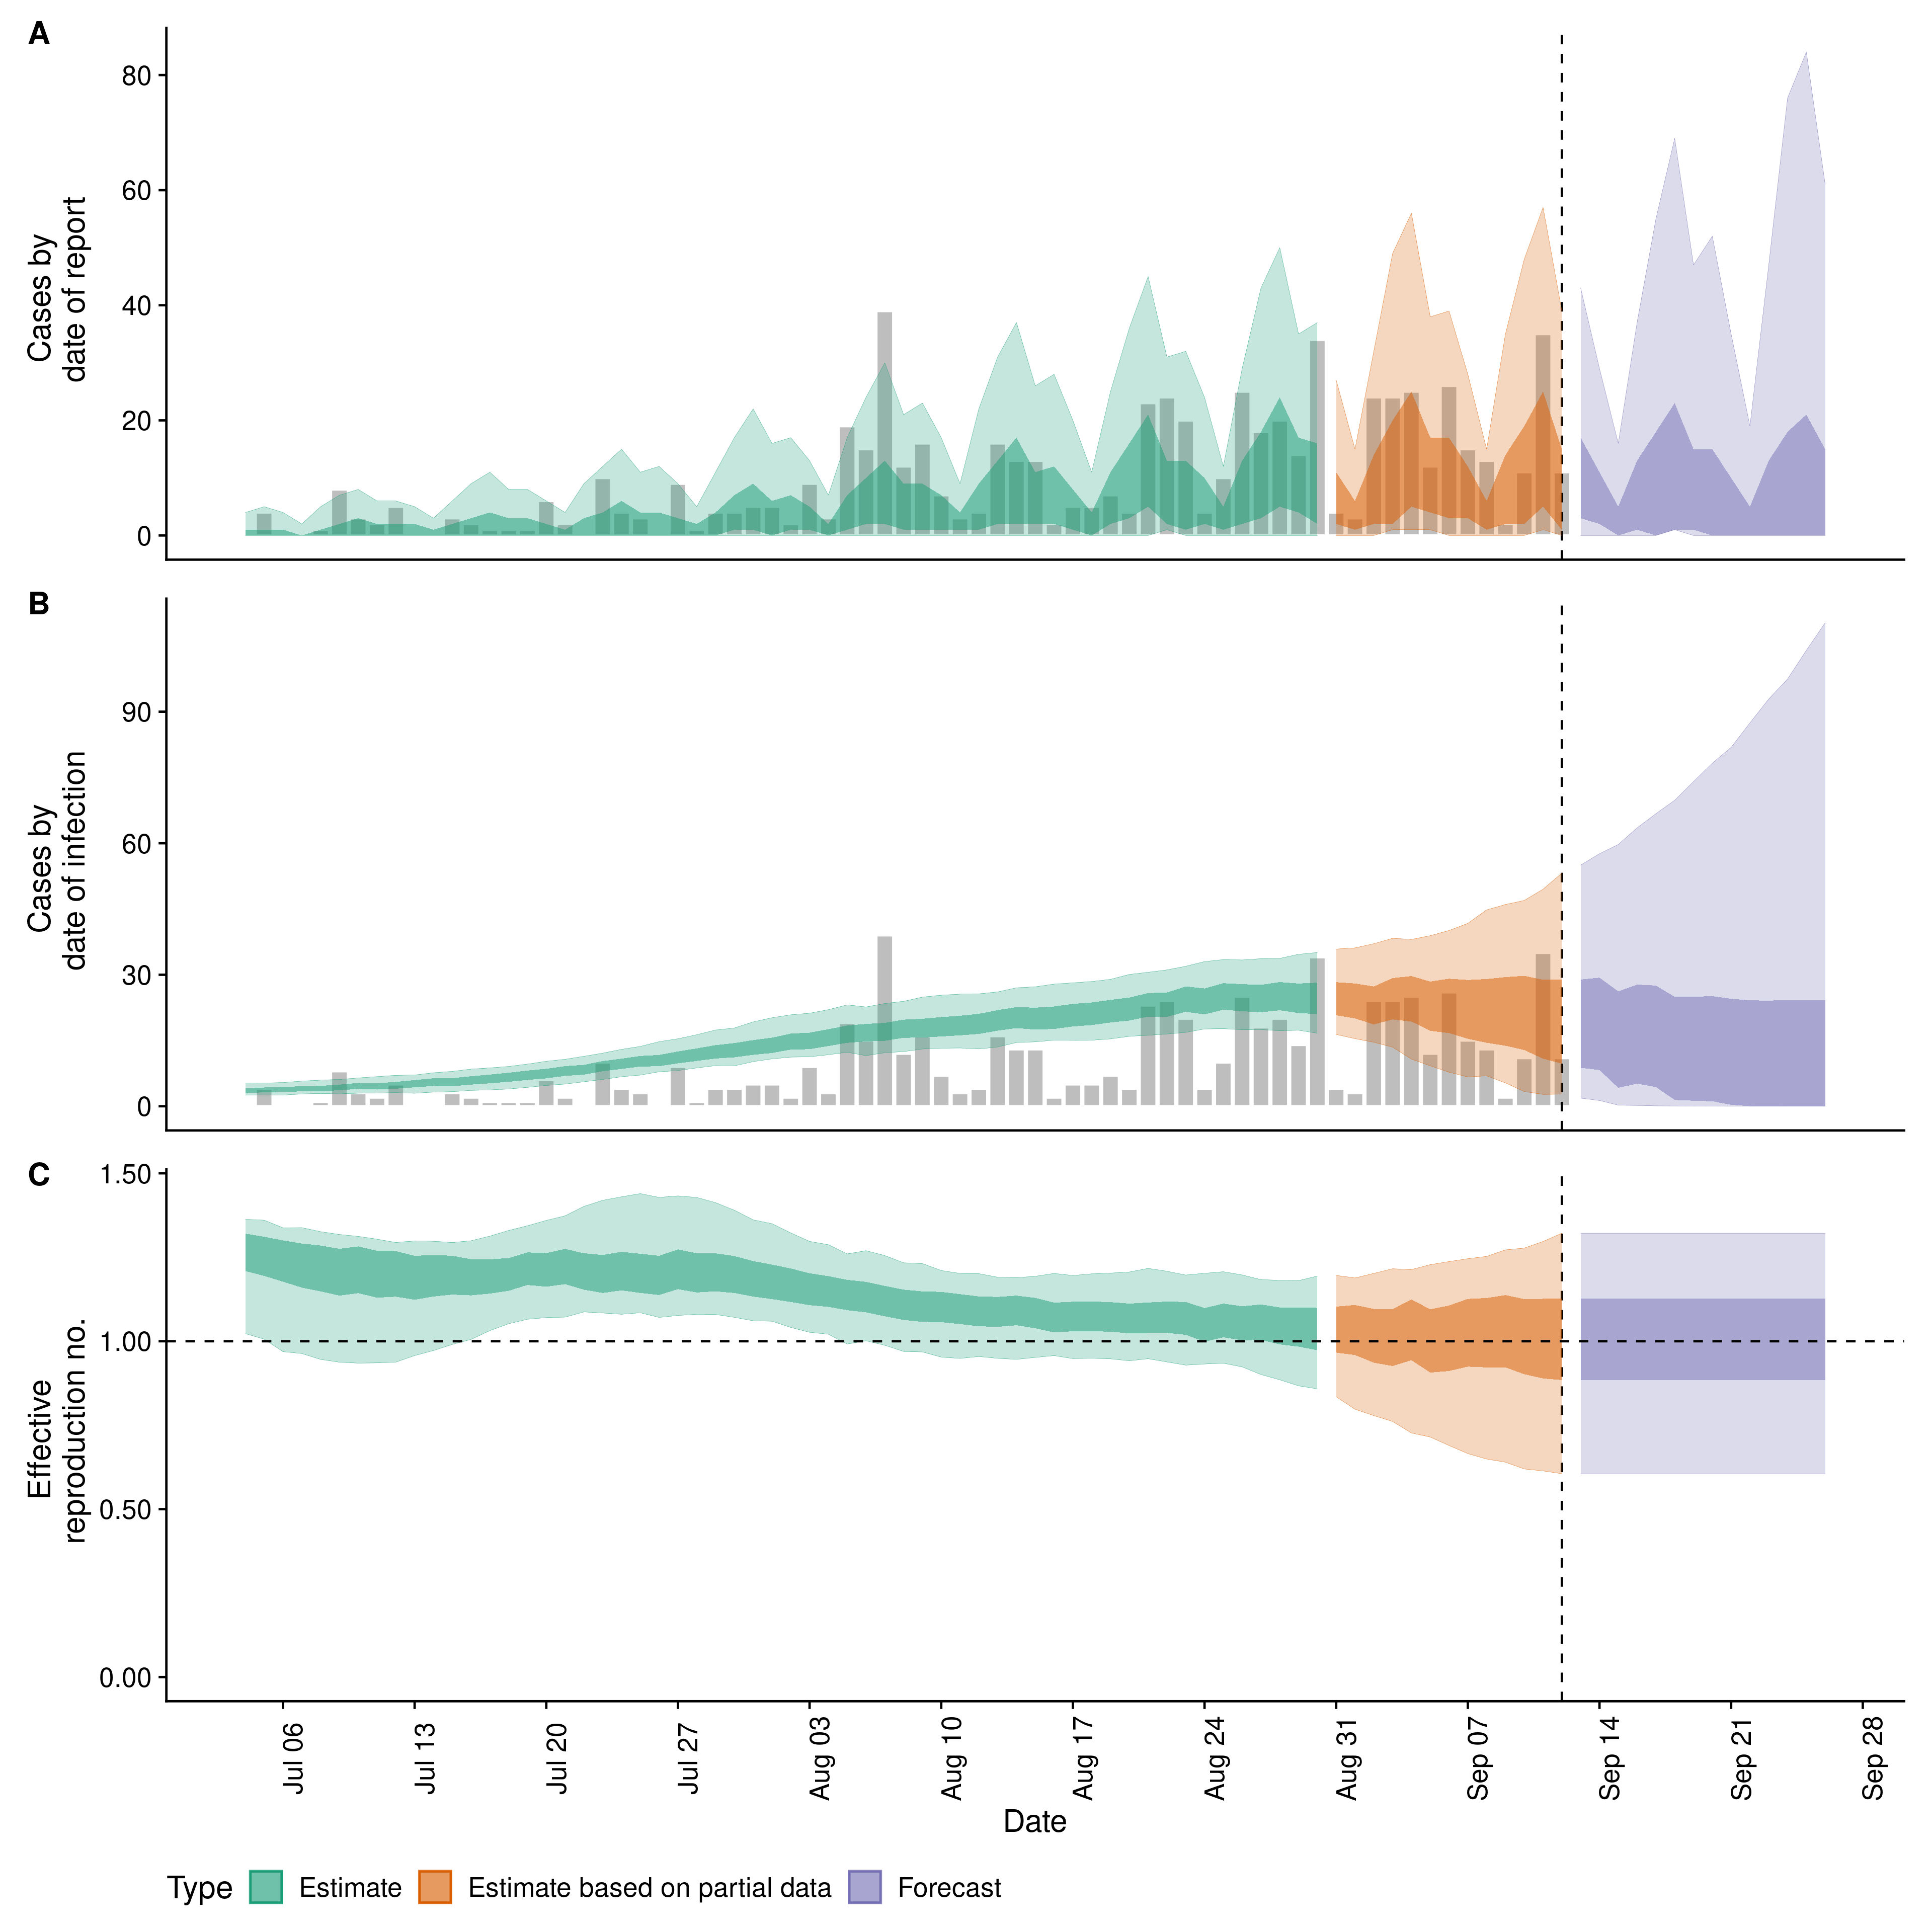 A
Cases by
date of report
80
60
40
20
0
B
Cases by
date of infection
90
60
30
0
C
Effective
reproduction no.
1.50
1.00
0.50
0.00
Jul 06
Jul 13
Jul 20
Jul 27
Aug 03
Aug 10
Aug 17
Aug 24
Aug 31
Sep 07
Sep 14
Sep 21
Sep 28
Date
Type Estimate Estimate based on partial data Forecast